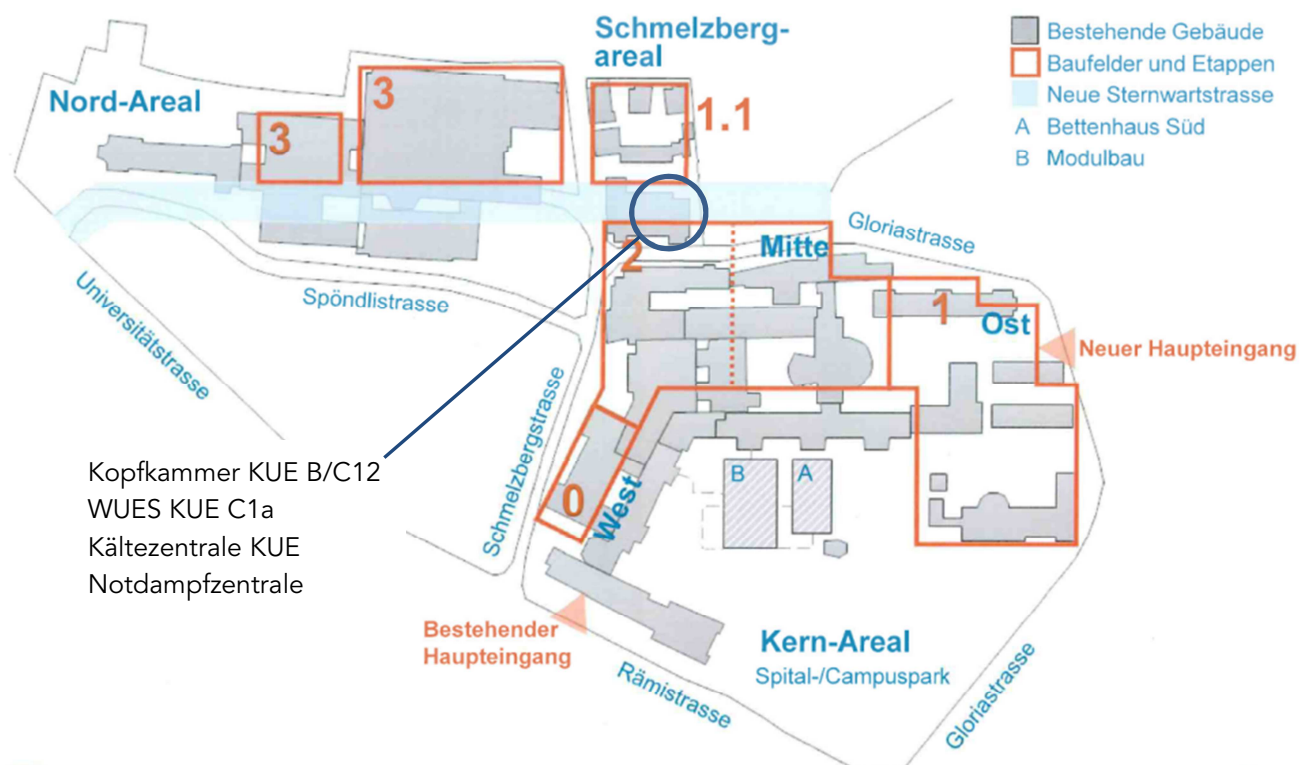 Schmelzberg-
areal
Bestehende Gebäude
Baufelder und Etappen
Neue Sternwartstrasse
A Bettenhaus Süd
B Modulbau
Nord-Areal
3
3
1.1
2
Mitte
Gloriastrasse
Universitätstrasse
Spöndlistrasse
1
Ost
Neuer Haupteingang
Schmelzbergstrasse
Kopfkammer KUE B/C12
WUES KUE C1a
Kältezentrale KUE
Notdampfzentrale
B
A
0
West
Bestehender
Haupteingang
Kern-Areal
Spital-/Campuspark
Rämistrasse
Gloriastrasse